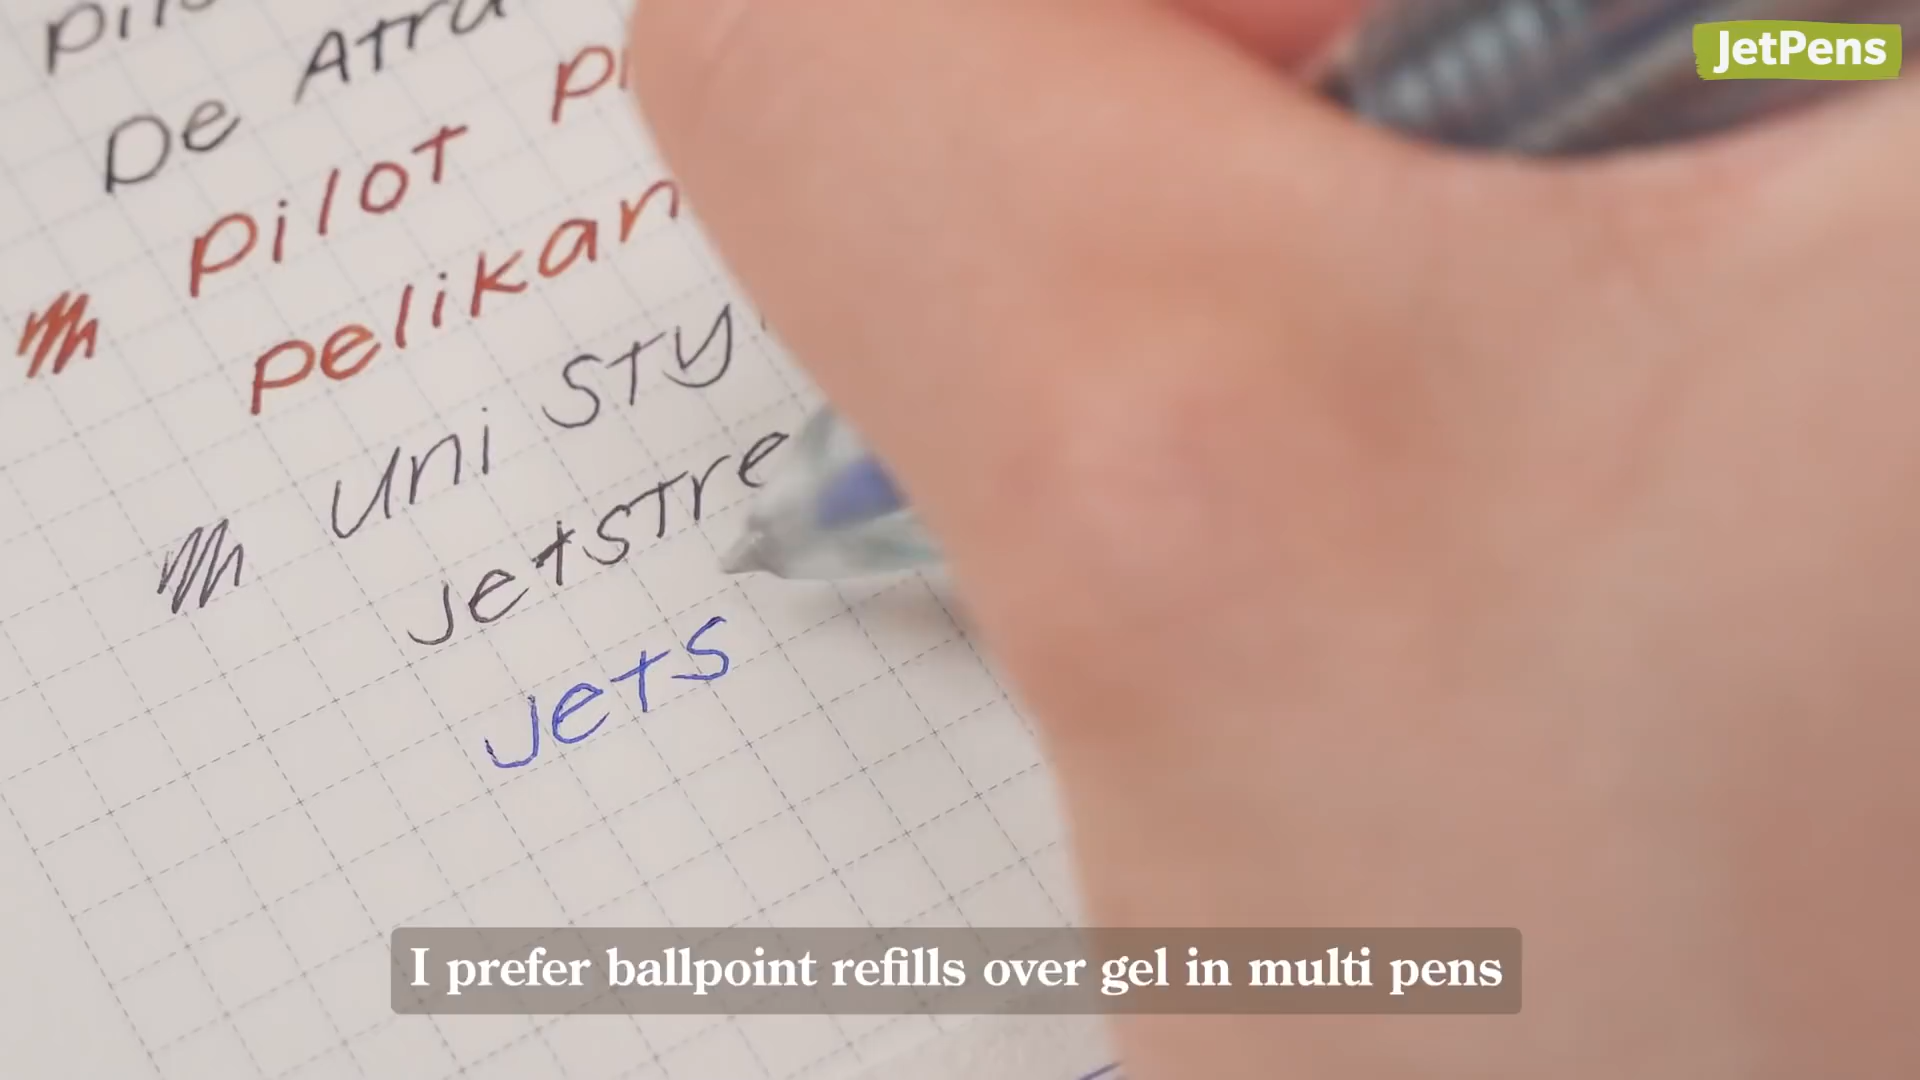 JetPens
De Atra
Pilot
Pelikan
uni Sty
Jetstre
Jets
I prefer ballpoint refills over gel in multi pens